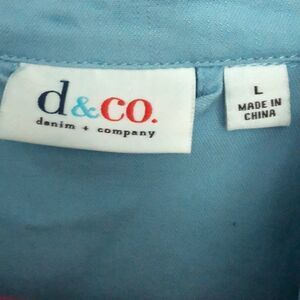 d&co.
denim + company
L
MADE IN
CHINA